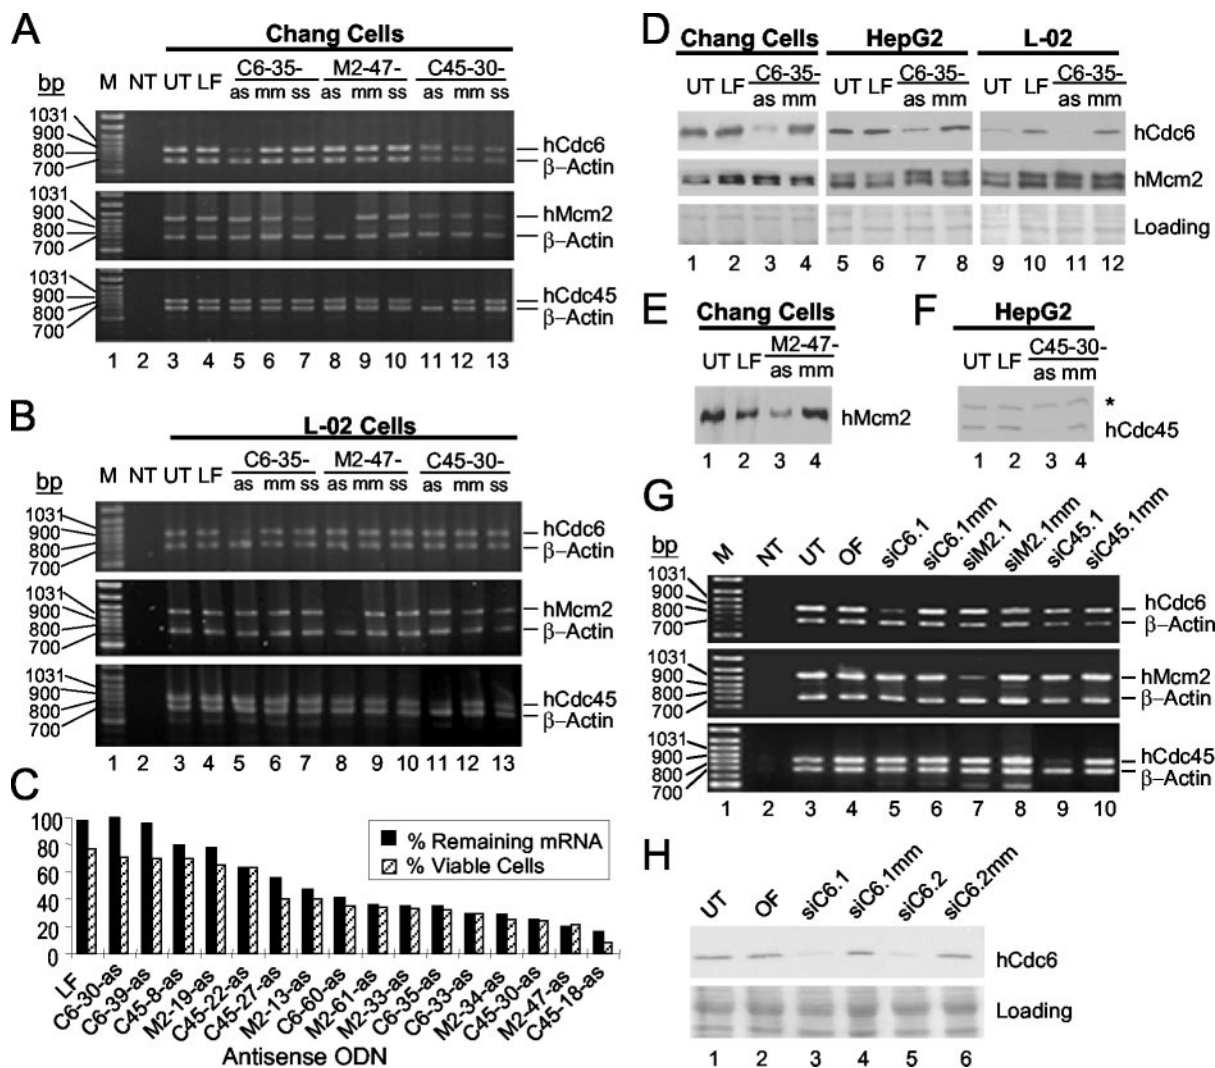 A
Chang Cells
C6-35- M2-47- C45-30-
bp M NT UT LF as mm ss as mm ss as mm ss
1031
900
800
700
hCdc6
β–Actin
1031
900
800
700
hMcm2
β–Actin
1031
900
800
700
hCdc45
β–Actin
1 2 3 4 5 6 7 8 9 10 11 12 13
B
L-02 Cells
C6-35- M2-47- C45-30-
bp M NT UT LF as mm ss as mm ss as mm ss
1031
900
800
700
hCdc6
β–Actin
1031
900
800
700
hMcm2
β–Actin
1031
900
800
700
hCdc45
β–Actin
1 2 3 4 5 6 7 8 9 10 11 12 13
C
100
80
60
40
20
0
% Remaining mRNA
% Viable Cells
LF
C6-30-as
C6-39-as
C45-8-as
M2-19-as
C45-22-as
C45-27-as
M2-13-as
C6-60-as
M2-61-as
M2-33-as
C6-35-as
C6-33-as
M2-34-as
C45-30-as
M2-47-as
C45-18-as
Antisense ODN
D
Chang Cells HepG2 L-02
C6-35- C6-35- C6-35-
UT LF as mm UT LF as mm UT LF as mm
hCdc6
hMcm2
Loading
1 2 3 4 5 6 7 8 9 10 11 12
E
Chang Cells
M2-47-
UT LF as mm
hMcm2
1 2 3 4
F
HepG2
C45-30-
UT LF as mm
*
hCdc45
1 2 3 4
G
bp M NT UT OF siC6.1 siC6.1mm siM2.1 siM2.1mm siC45.1 siC45.1mm
1031
900
800
700
hCdc6
β–Actin
1031
900
800
700
hMcm2
β–Actin
1031
900
800
700
hCdc45
β–Actin
1 2 3 4 5 6 7 8 9 10
H
UT OF siC6.1 siC6.1mm siC6.2 siC6.2mm
hCdc6
Loading
1 2 3 4 5 6